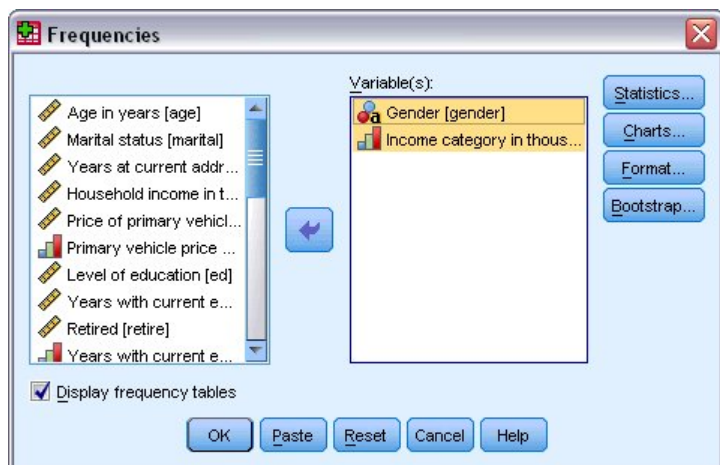 Frequencies
Variable(s):
Age in years [age]
Marital status [marital]
Years at current addr...
Household income in t...
Price of primary vehicl...
Primary vehicle price ...
Level of education [ed]
Years with current e...
Retired [retire]
Years with current e...
Gender [gender]
Income category in thous...
Statistics...
Charts...
Format...
Bootstrap...
Display frequency tables
OK
Paste
Reset
Cancel
Help